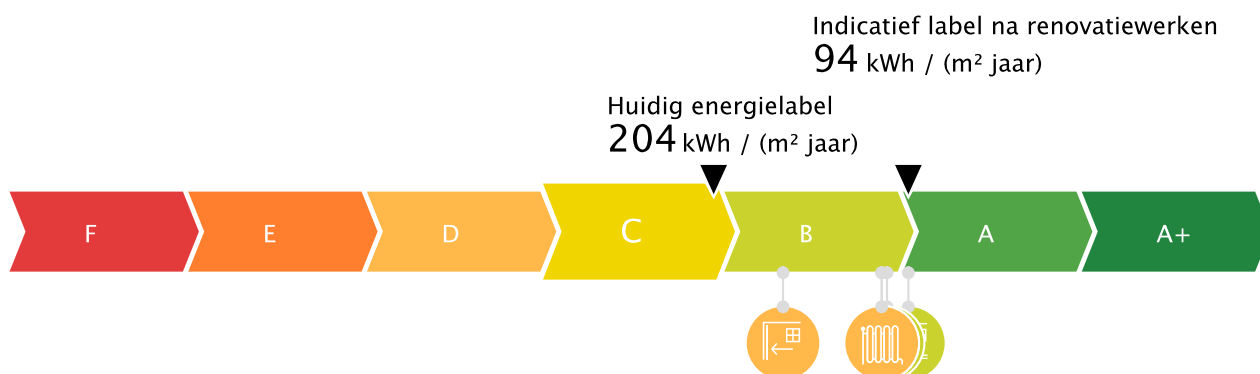 Indicatief label na renovatiewerken
94 kWh / (m² jaar)
Huidig energielabel
204 kWh / (m² jaar)
F E D C B A A+